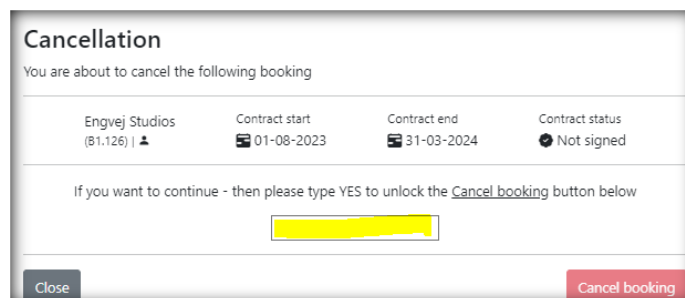 Cancellation
You are about to cancel the following booking
Engvej Studios Contract start Contract end Contract status
(B1.126) | 01-08-2023 31-03-2024 Not signed
If you want to continue - then please type YES to unlock the Cancel booking button below
Close Cancel booking